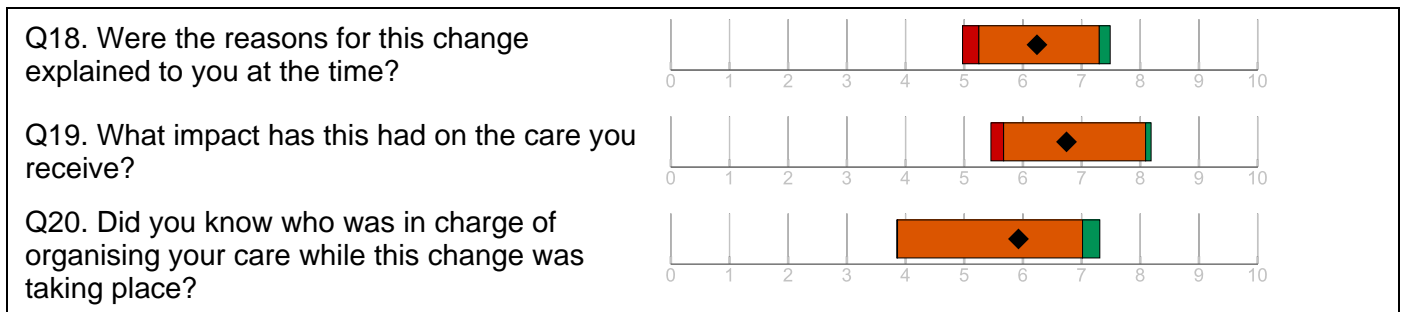 Q18. Were the reasons for this change
explained to you at the time?
0 1 2 3 4 5 6 7 8 9 10
Q19. What impact has this had on the care you
receive?
0 1 2 3 4 5 6 7 8 9 10
Q20. Did you know who was in charge of
organising your care while this change was
taking place?
0 1 2 3 4 5 6 7 8 9 10